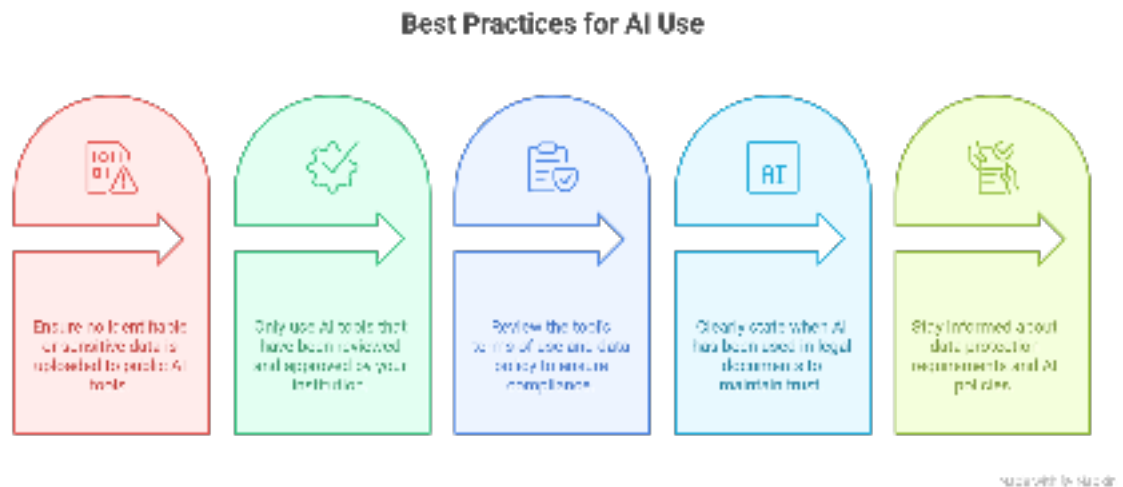 Best Practices for AI Use
Ensure no identifiable
or sensitive data is
uploaded to public AI
tools
Only use AI tools that
have been reviewed
and approved by your
institution
Review the tool's
terms of use and data
policy to ensure
compliance
AI
Clearly state when AI
has been used in legal
documents to
maintain trust
Stay informed about
data protection
requirements and AI
policies
Made with Napkin